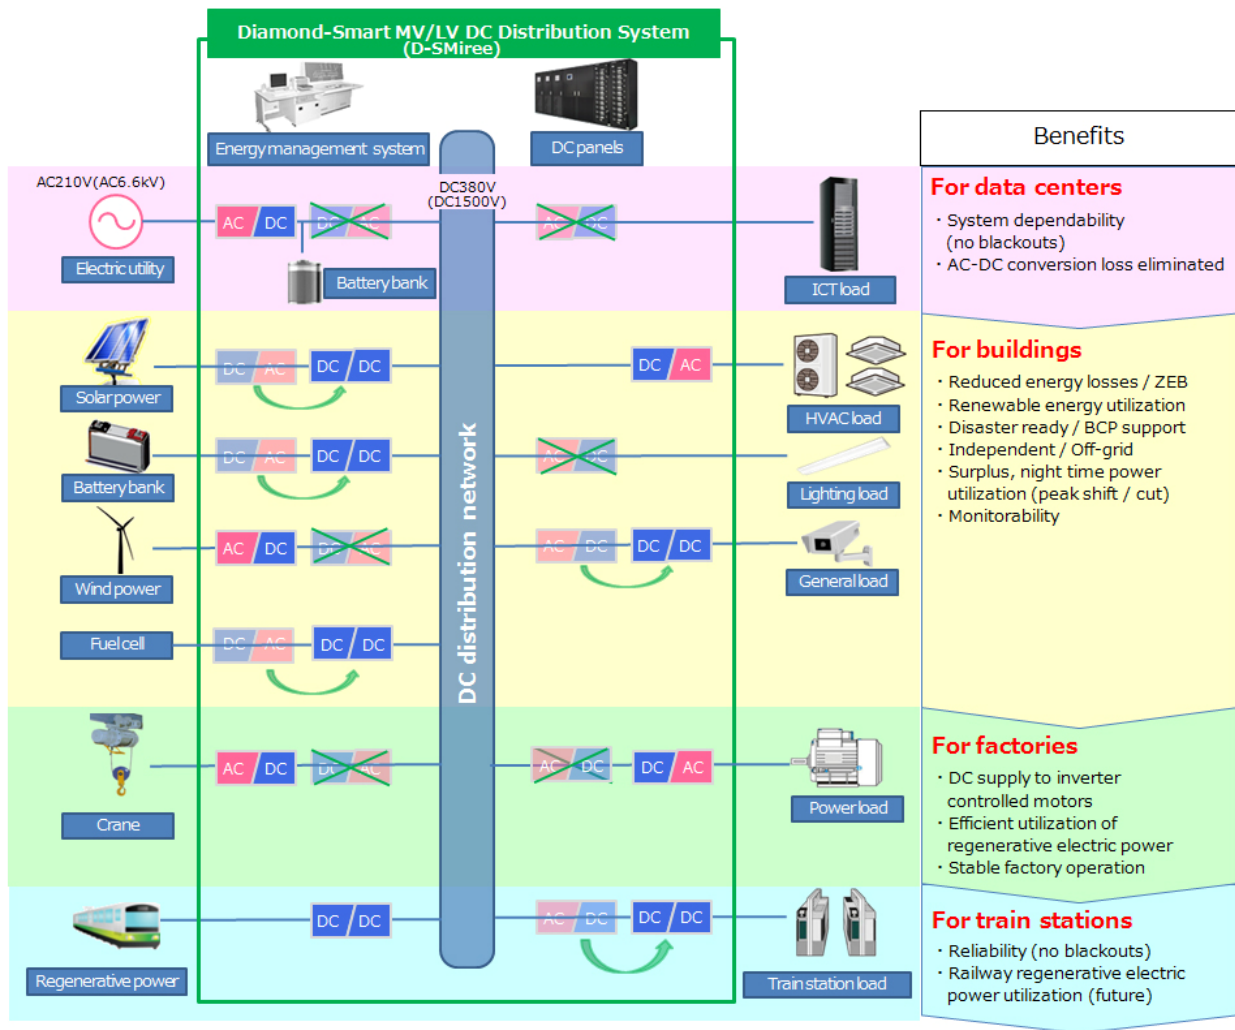 Diamond-Smart MV/LV DC Distribution System
(D-SMiree)
Energy management system
DC panels
Benefits
AC210V(AC6.6kV)
DC380V
(DC1500V)
AC/DC
DC/AC
AC/DC
Electric utility
Battery bank
ICT load
For data centers
・System dependability
(no blackouts)
・AC-DC conversion loss eliminated
DC/AC
DC/DC
DC/AC
Solar power
HVAC load
DC/AC
DC/DC
AC/DC
Battery bank
Lighting load
AC/DC
DC/AC
AC/DC
DC/DC
Wind power
General load
Fuel cell
DC/AC
DC/DC
DC distribution network
For buildings
・Reduced energy losses / ZEB
・Renewable energy utilization
・Disaster ready / BCP support
・Independent / Off-grid
・Surplus, night time power
utilization (peak shift / cut)
・Monitorability
AC/DC
DC/AC
AC/DC
DC/AC
Crane
Power load
For factories
・DC supply to inverter
controlled motors
・Efficient utilization of
regenerative electric power
・Stable factory operation
DC/DC
AC/DC
DC/DC
Regenerative power
Train station load
For train stations
・Reliability (no blackouts)
・Railway regenerative electric
power utilization (future)